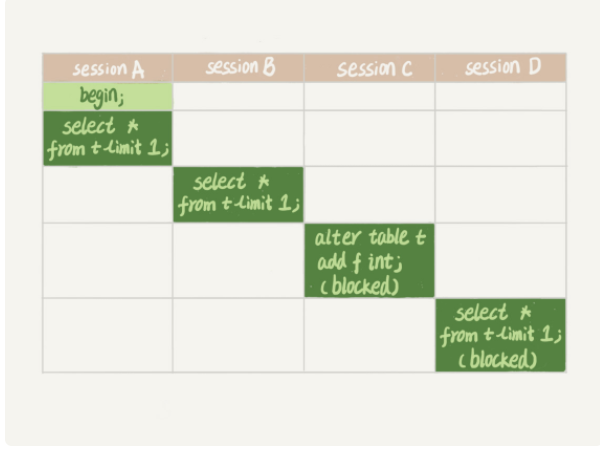 session A session B session C session D
begin;
select *
from t limit 1;
select *
from t limit 1;
alter table t
add f int;
(blocked)
select *
from t limit 1;
(blocked)